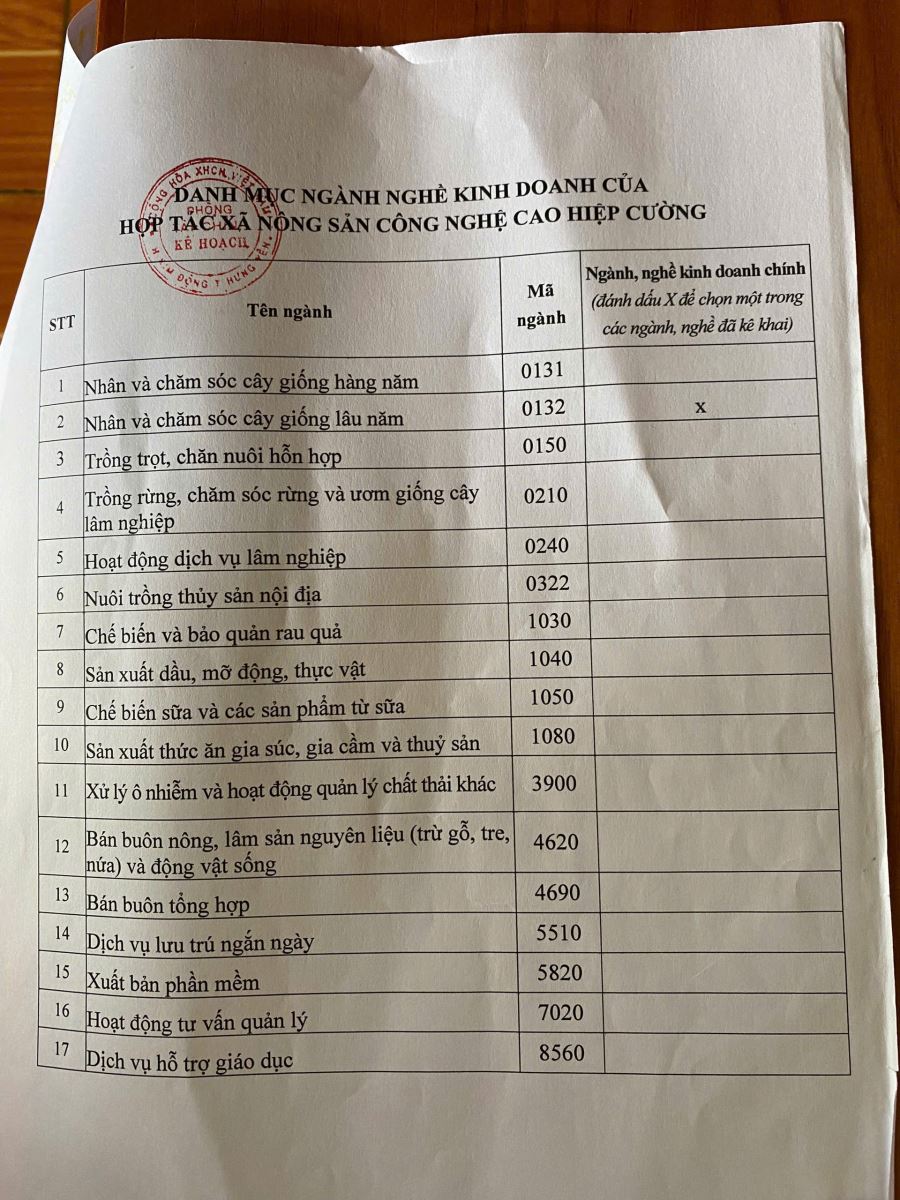 DANH MỤC NGÀNH NGHỀ KINH DOANH CỦA
HỢP TÁC XÃ NÔNG SẢN CÔNG NGHỆ CAO HIỆP CƯỜNG
CỘNG HÒA XHCN VIỆT
PHÒNG
KẾ HOẠCH
H. KIM ĐỘNG T. HƯNG YÊN
STT
Tên ngành
Mã
ngành
Ngành, nghề kinh doanh chính
(đánh dấu X để chọn một trong
các ngành, nghề đã kê khai)
1 Nhân và chăm sóc cây giống hàng năm 0131
2 Nhân và chăm sóc cây giống lâu năm 0132 x
3 Trồng trọt, chăn nuôi hỗn hợp 0150
4 Trồng rừng, chăm sóc rừng và ươm giống cây
lâm nghiệp 0210
5 Hoạt động dịch vụ lâm nghiệp 0240
6 Nuôi trồng thủy sản nội địa 0322
7 Chế biến và bảo quản rau quả 1030
8 Sản xuất dầu, mỡ động, thực vật 1040
9 Chế biến sữa và các sản phẩm từ sữa 1050
10 Sản xuất thức ăn gia súc, gia cầm và thuỷ sản 1080
11 Xử lý ô nhiễm và hoạt động quản lý chất thải khác 3900
12 Bán buôn nông, lâm sản nguyên liệu (trừ gỗ, tre,
nứa) và động vật sống 4620
13 Bán buôn tổng hợp 4690
14 Dịch vụ lưu trú ngắn ngày 5510
15 Xuất bản phần mềm 5820
16 Hoạt động tư vấn quản lý 7020
17 Dịch vụ hỗ trợ giáo dục 8560